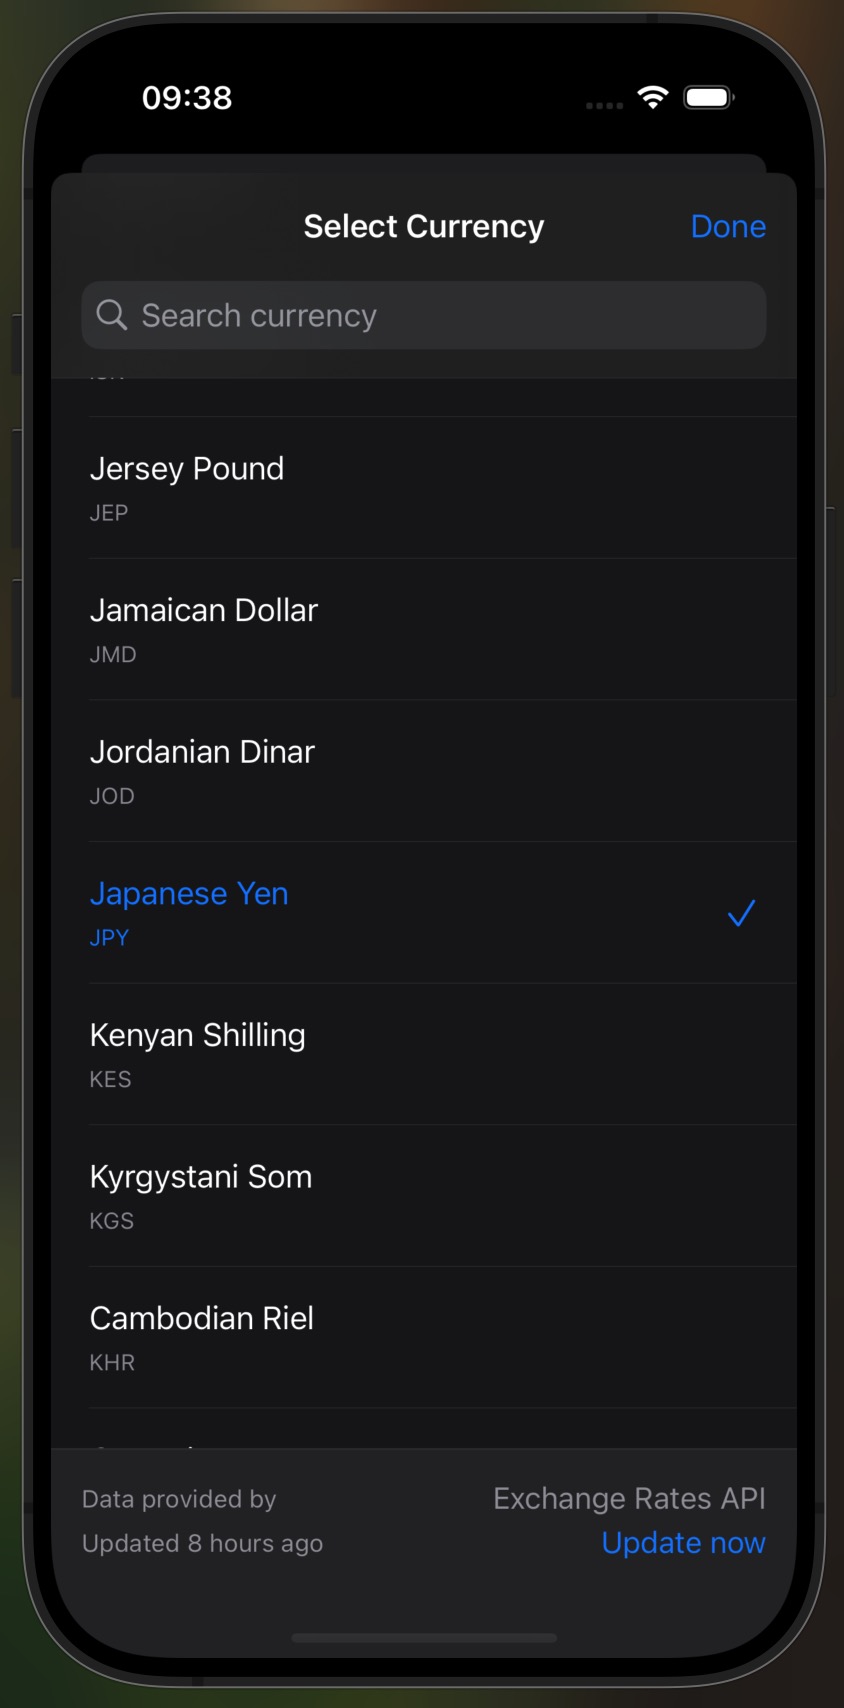 09:38
Select Currency
Done
Search currency
Jersey Pound
JEP
Jamaican Dollar
JMD
Jordanian Dinar
JOD
Japanese Yen
JPY
Kenyan Shilling
KES
Kyrgystani Som
KGS
Cambodian Riel
KHR
Data provided by
Exchange Rates API
Updated 8 hours ago
Update now